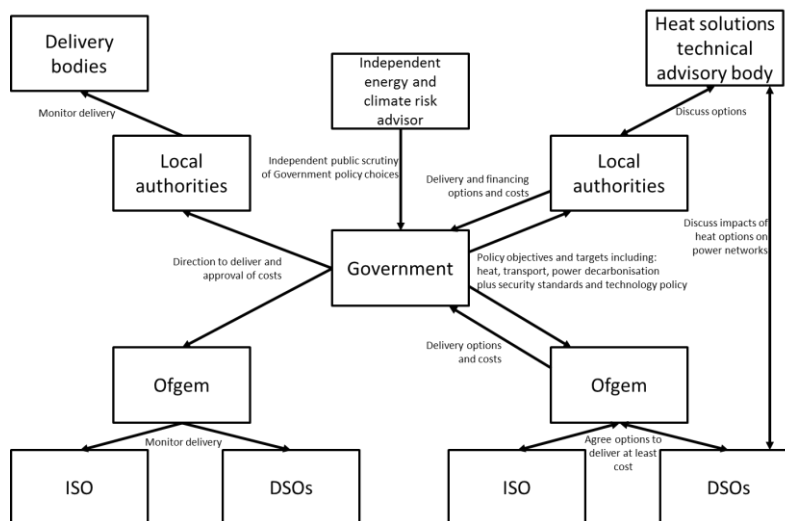 Delivery
bodies
Independent
energy and
climate risk
advisor
Heat solutions
technical
advisory body
Monitor delivery
Discuss options
Local
authorities
Independent public scrutiny
of Government policy choices
Delivery and financing
options and costs
Local
authorities
Discuss impacts of
heat options on
power networks
Direction to deliver and
approval of costs
Government
Policy objectives and targets including:
heat, transport, power decarbonisation
plus security standards and technology policy
Delivery options
and costs
Ofgem
Ofgem
Monitor delivery
Agree options to
deliver at least
cost
ISO
DSOs
ISO
DSOs